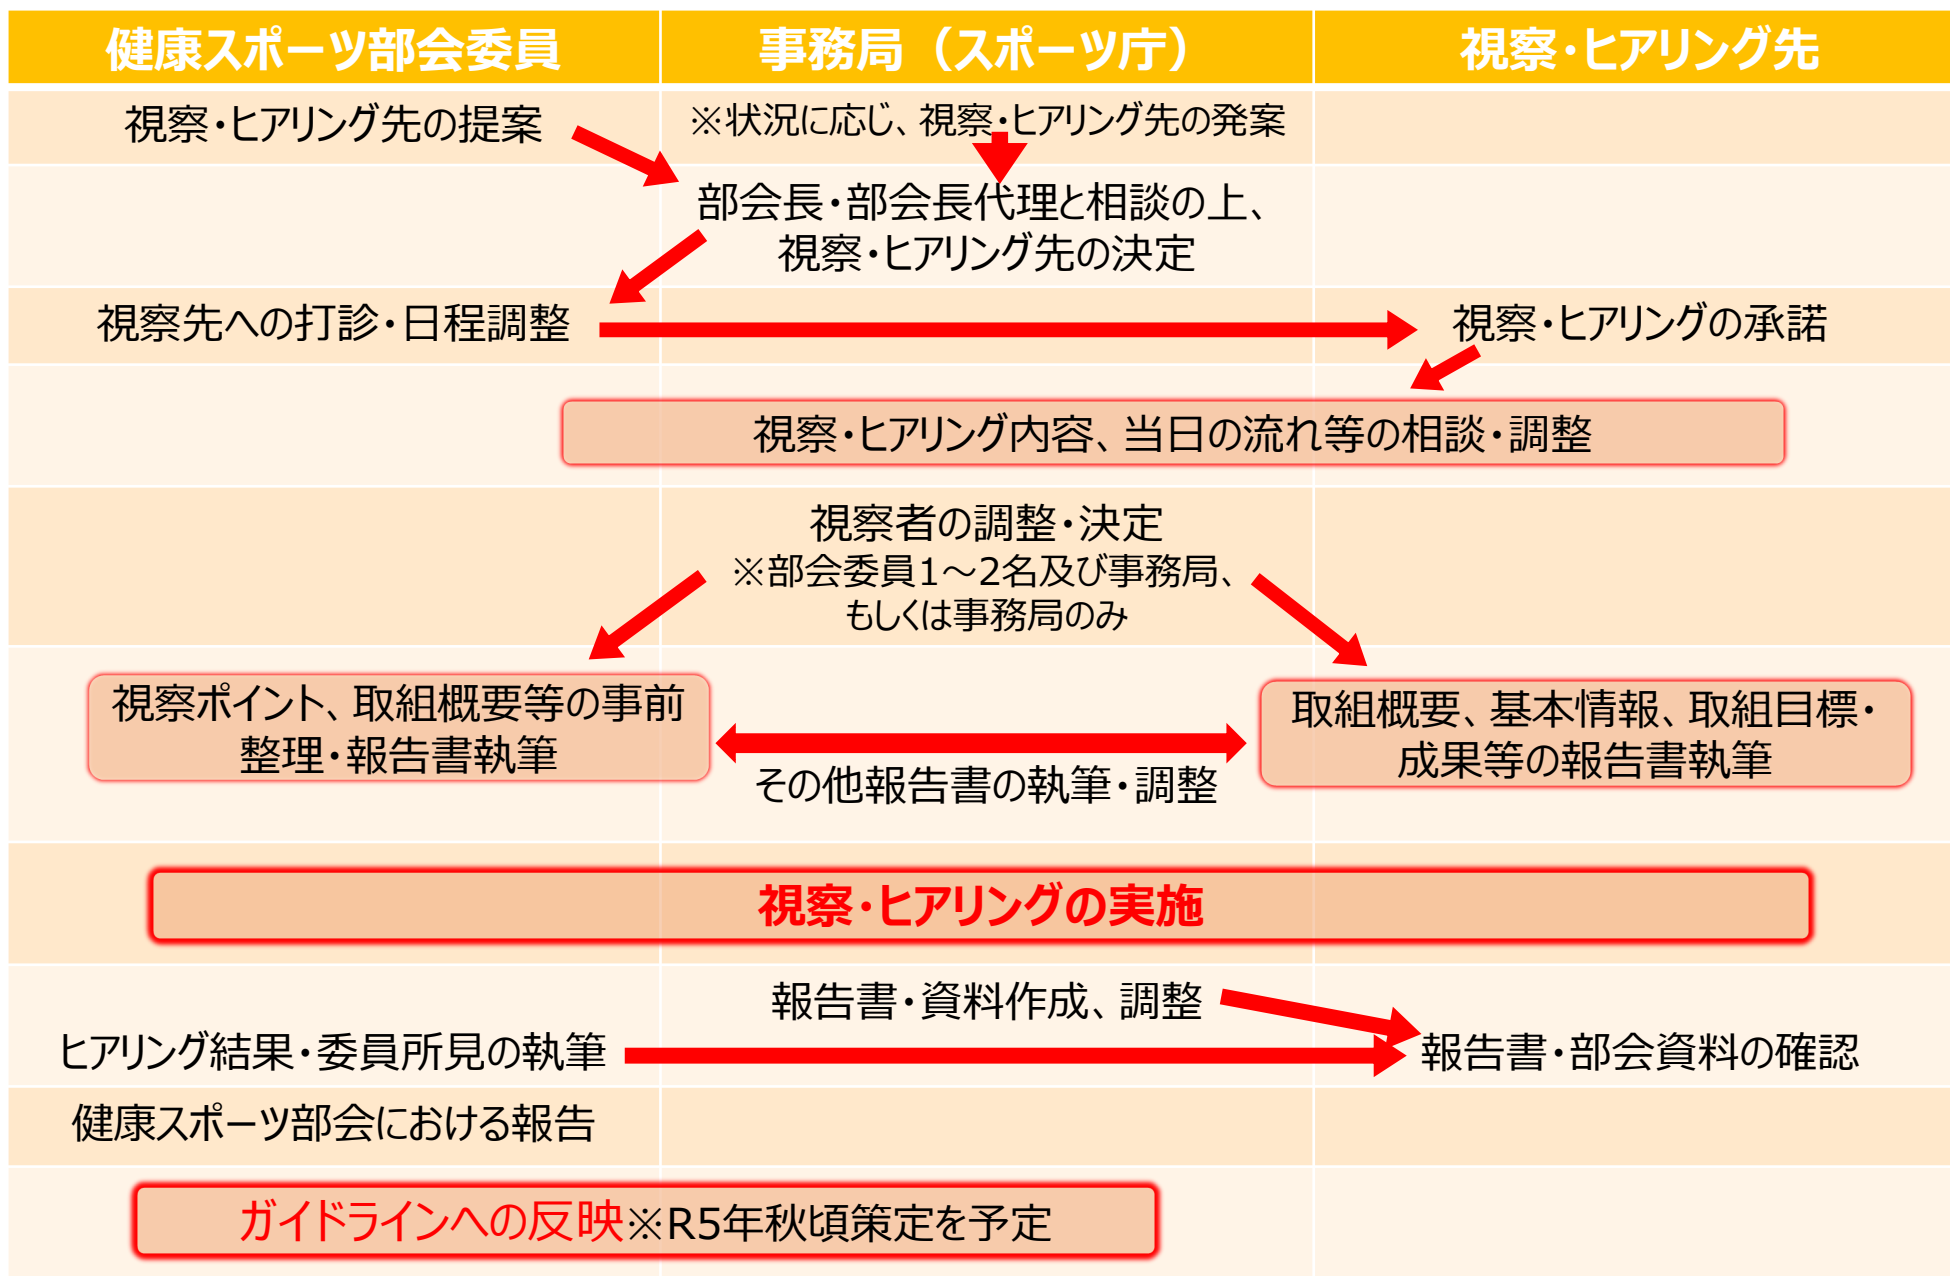 健康スポーツ部会委員
事務局（スポーツ庁）
視察・ヒアリング先
視察・ヒアリング先の提案
※状況に応じ、視察・ヒアリング先の発案
部会長・部会長代理と相談の上、
視察・ヒアリング先の決定
視察先への打診・日程調整
視察・ヒアリングの承諾
視察・ヒアリング内容、当日の流れ等の相談・調整
視察者の調整・決定
※部会委員1～2名及び事務局、
もしくは事務局のみ
視察ポイント、取組概要等の事前
整理・報告書執筆
その他報告書の執筆・調整
取組概要、基本情報、取組目標・
成果等の報告書執筆
視察・ヒアリングの実施
報告書・資料作成、調整
ヒアリング結果・委員所見の執筆
報告書・部会資料の確認
健康スポーツ部会における報告
ガイドラインへの反映※R5年秋頃策定を予定